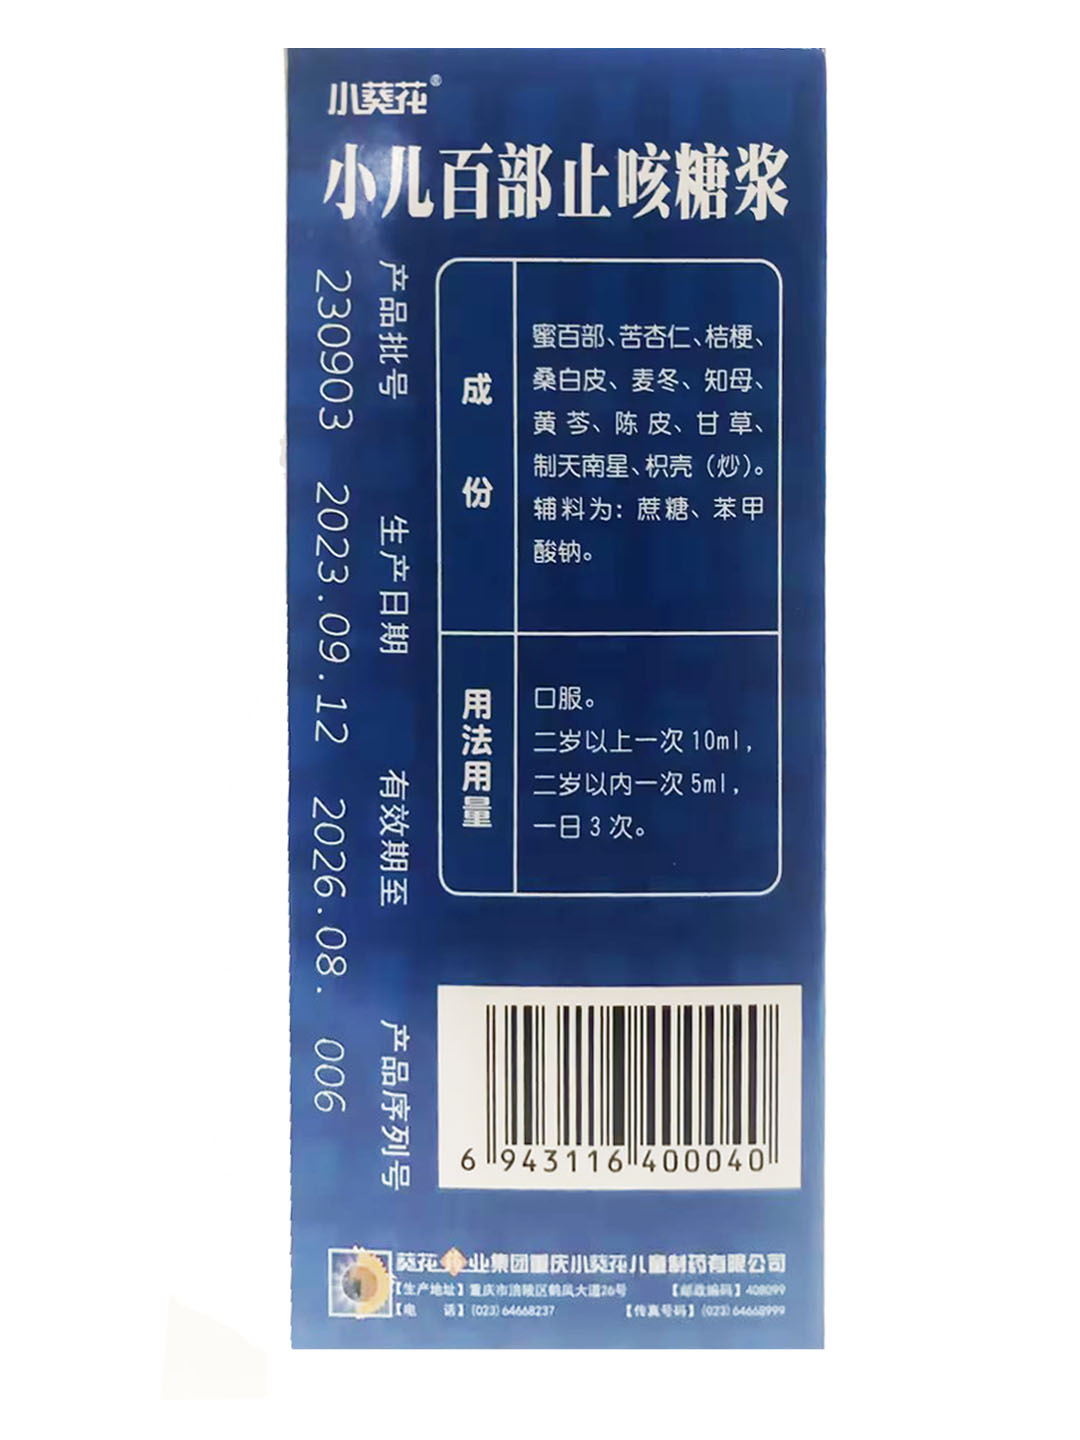 小葵花®
小儿百部止咳糖浆
产品批号 生产日期 有效期至 产品序列号
230903 2023.09.12 2026.08. 006
成份
蜜百部、苦杏仁、桔梗、
桑白皮、麦冬、知母、
黄芩、陈皮、甘草、
制天南星、枳壳（炒）。
辅料为：蔗糖、苯甲
酸钠。
用法用量
口服。
二岁以上一次10ml，
二岁以内一次5ml，
一日3次。
6 943116 400040
葵花药业集团重庆小葵花儿童制药有限公司
【生产地址】重庆市涪陵区鹤凤大道26号 【邮政编码】408099
【电 话】(023)64668237 【传真号码】(023)64668999